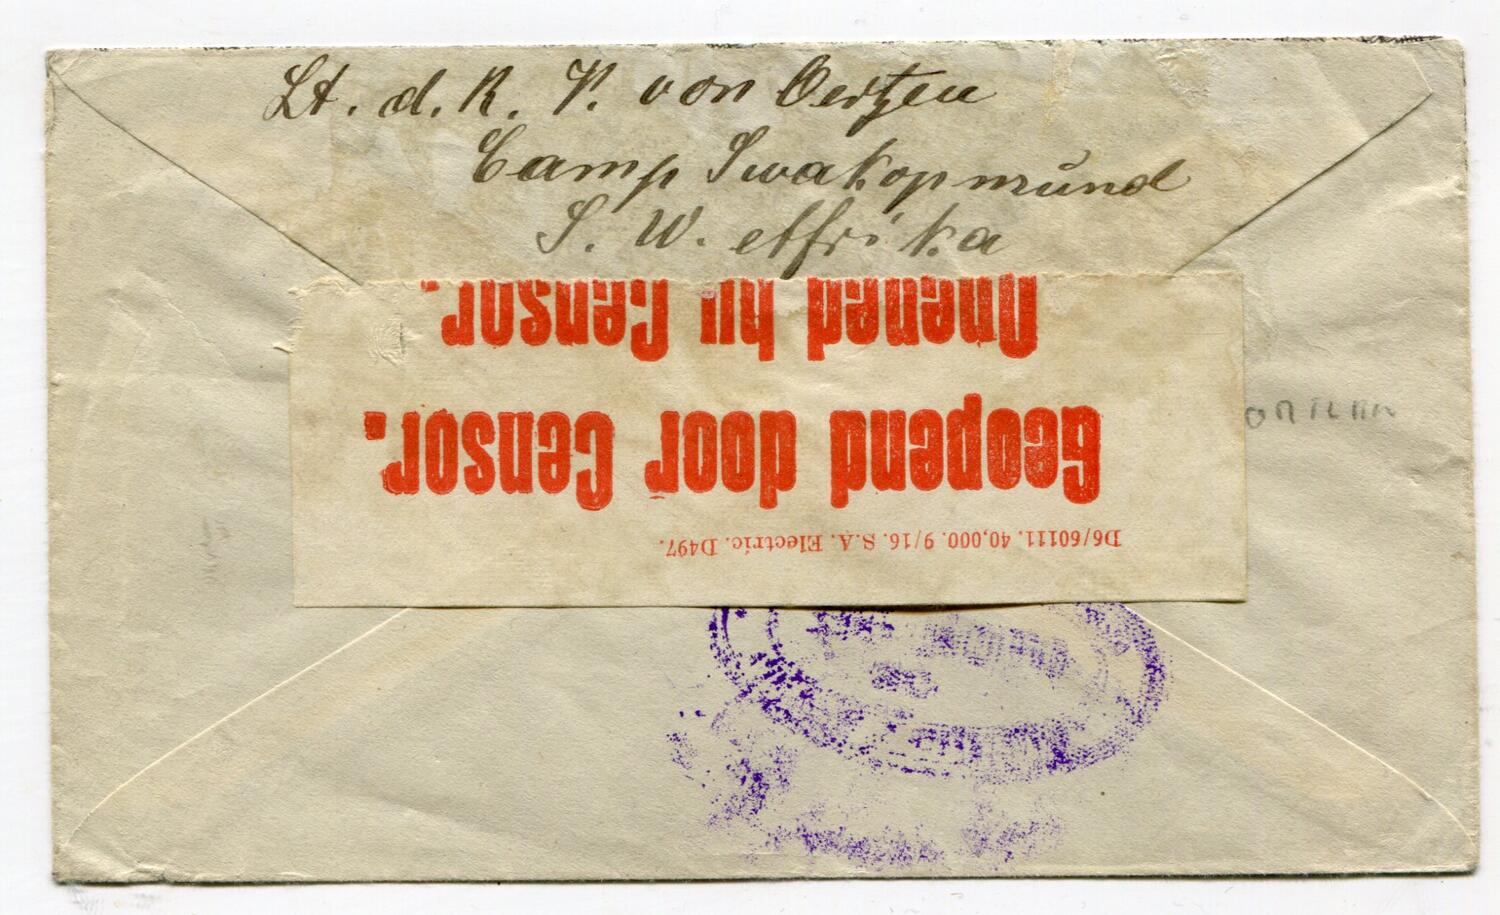 Lt. d. R. V. von Oertzen
Camp Swakopmünd
S. W. Afrika
Opened by Censor.
Geopend door Censor.
D6/60111. 40,000. 9/16. S.A. Electric. D497.